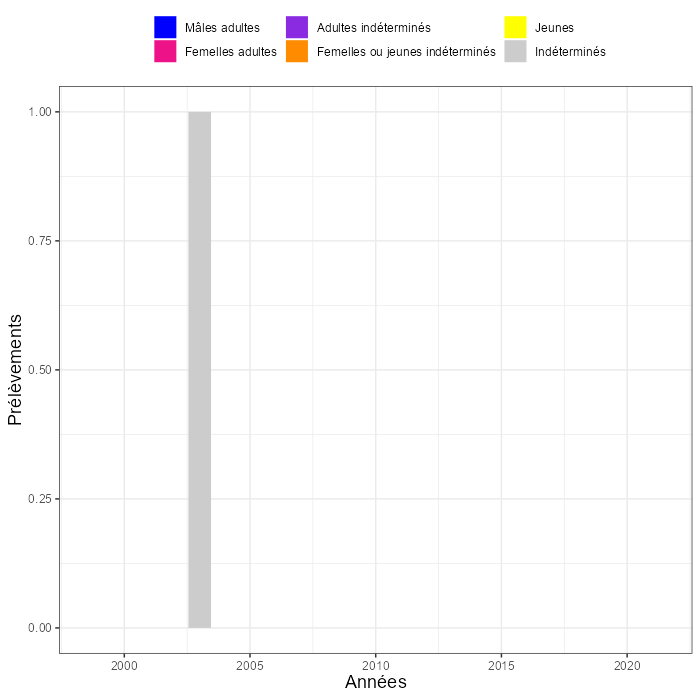 Mâles adultes Adultes indéterminés Jeunes
Femelles adultes Femelles ou jeunes indéterminés Indéterminés
1.00
0.75
0.50
0.25
0.00
Prélèvements
2000 2005 2010 2015 2020
Années